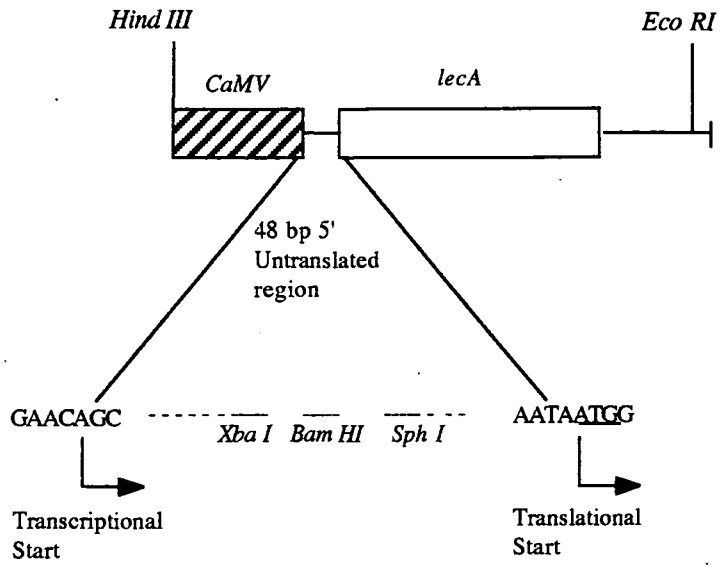 Hind III
Eco RI
CaMV
lecA
48 bp 5'
Untranslated
region
GAACAGC
AATAATGG
Xba I Bam HI Sph I
Transcriptional
Start
Translational
Start